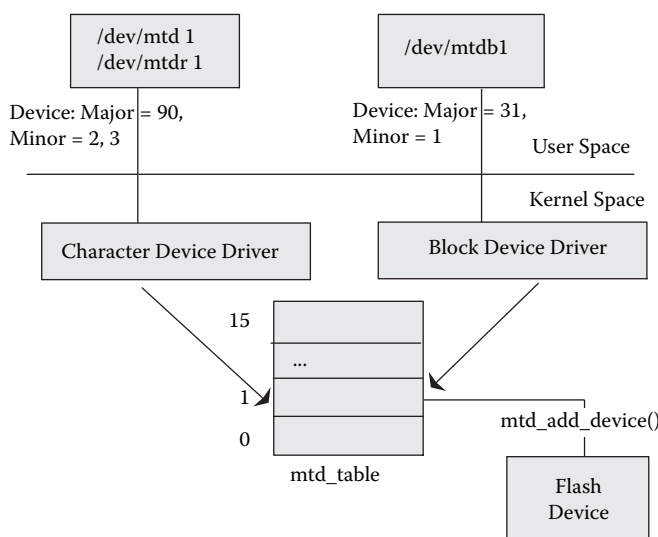 /dev/mtd 1
/dev/mtdr 1
/dev/mtdb1
Device: Major = 90,
Minor = 2, 3
Device: Major = 31,
Minor = 1
User Space
Kernel Space
Character Device Driver
Block Device Driver
15
...
1
0
mtd_table
mtd_add_device()
Flash
Device